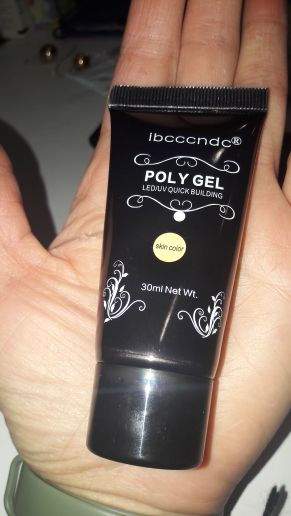 ibcccndc®
POLY GEL
LED/UV QUICK BUILDING
skin color
30ml Net Wt.